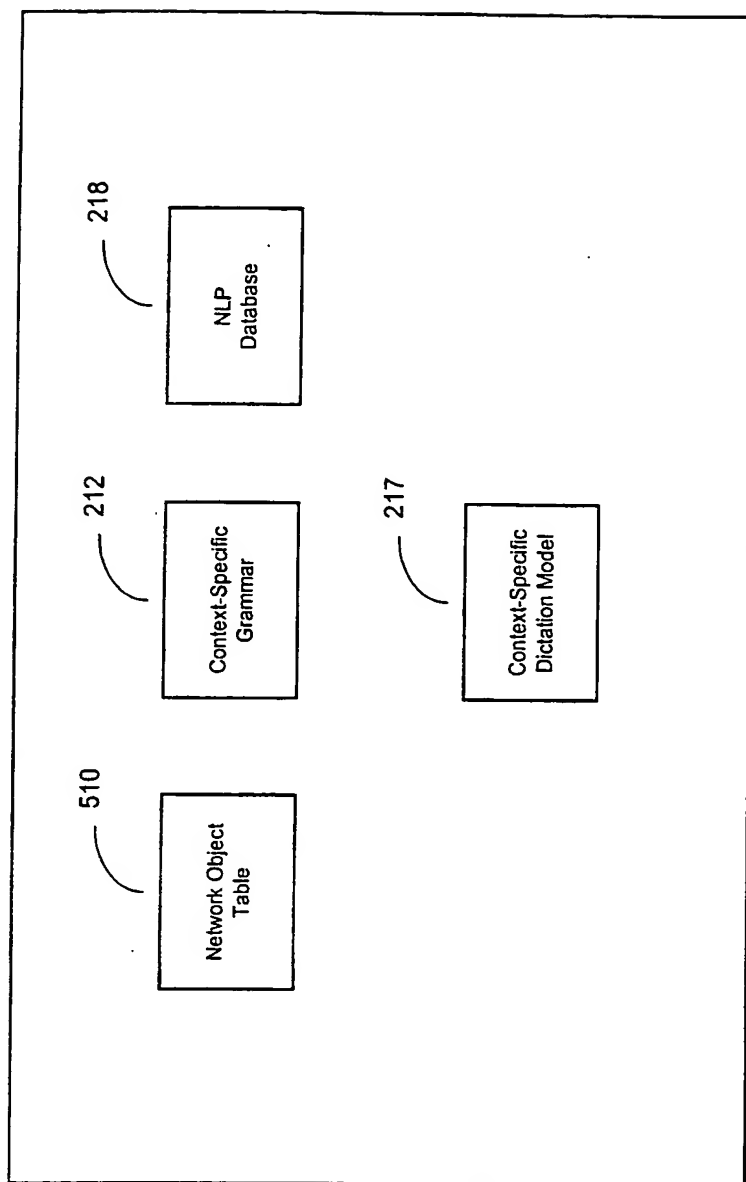 510
Network Object
Table
212
Context-Specific
Grammar
218
NLP
Database
217
Context-Specific
Dictation Model